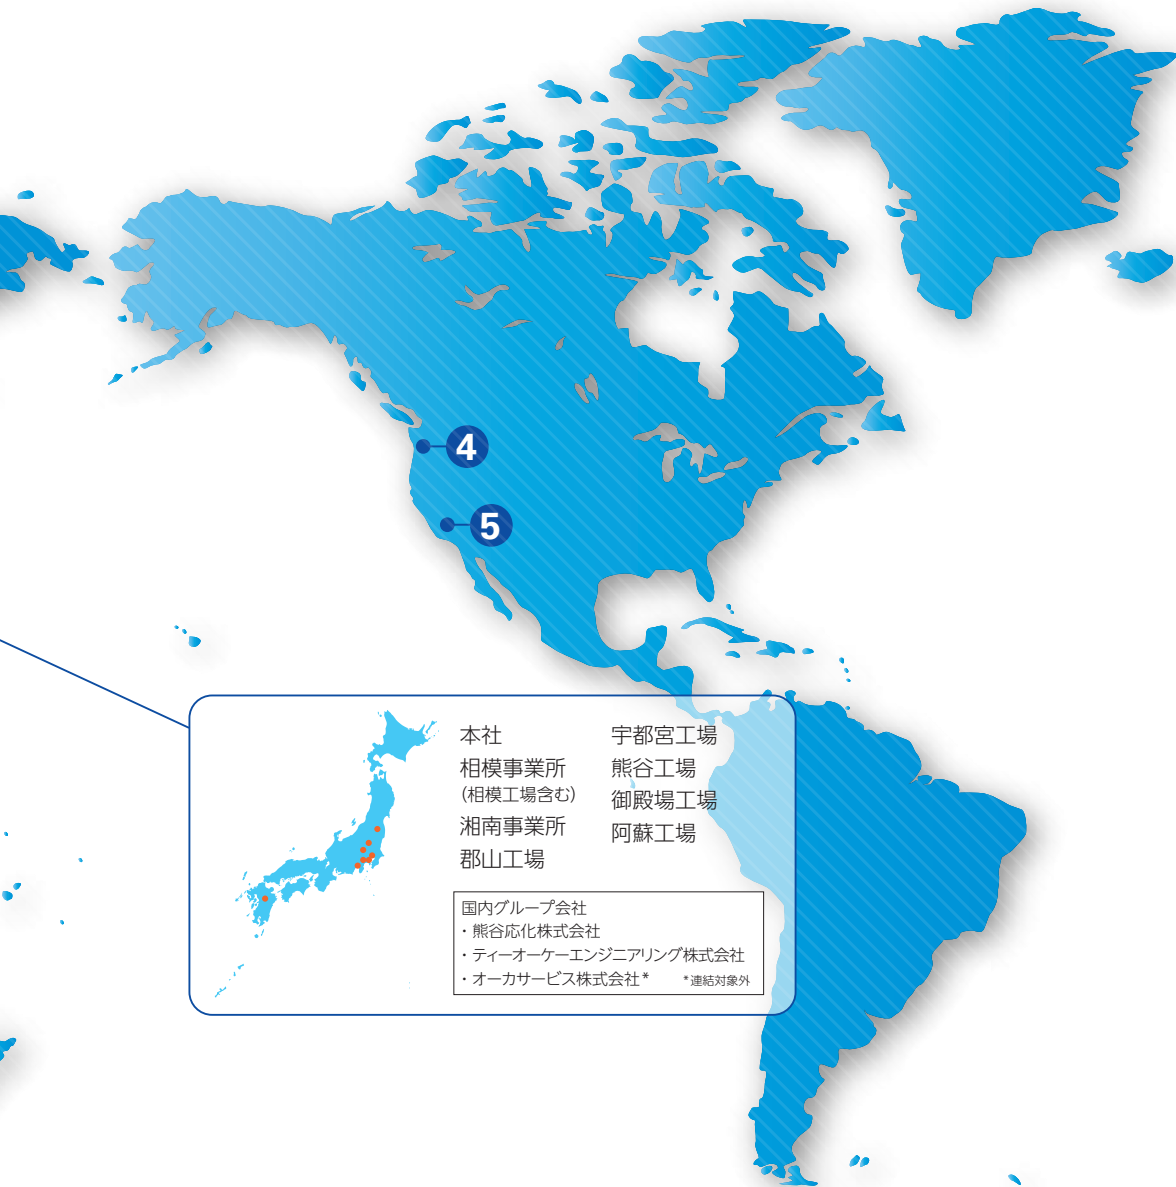 4
5
本社
相模事業所
(相模工場含む)
湘南事業所
郡山工場
宇都宮工場
熊谷工場
御殿場工場
阿蘇工場
国内グループ会社
・熊谷応化株式会社
・ティーオーケーエンジニアリング株式会社
・オーカサービス株式会社* *連結対象外